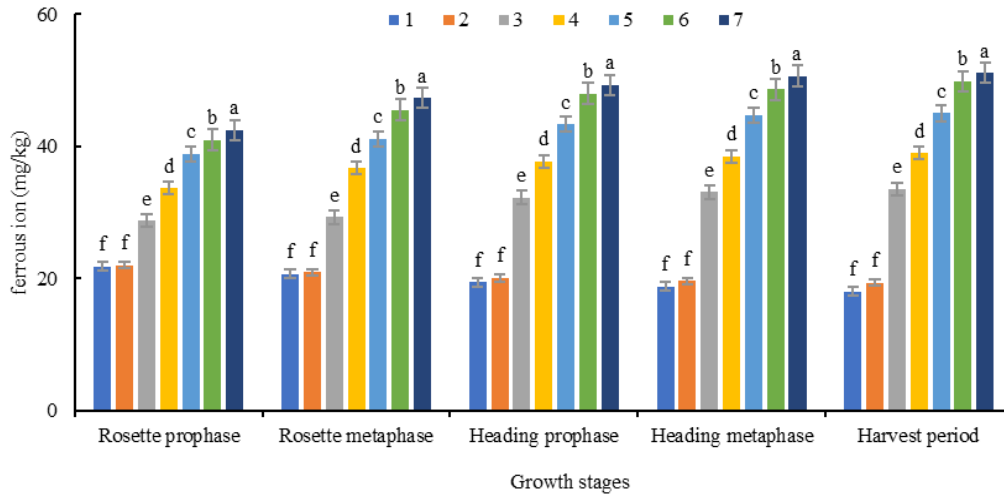 60
1 2 3 4 5 6 7
a
b
c
d
e
f f
a
b
c
d
e
f f
a
b
c
d
e
f f
a
b
c
d
e
f f
a
b
c
d
e
f f
40
20
0
ferrous ion (mg/kg)
Rosette prophase Rosette metaphase Heading prophase Heading metaphase Harvest period
Growth stages